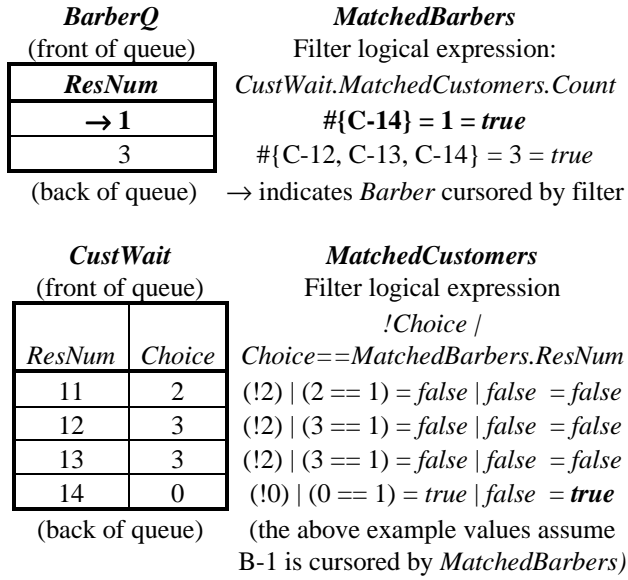 BarberQ MatchedBarbers
(front of queue) Filter logical expression:
ResNum CustWait.MatchedCustomers.Count
→ 1 #{C-14} = 1 = true
3 #{C-12, C-13, C-14} = 3 = true
(back of queue) → indicates Barber cursored by filter
CustWait MatchedCustomers
(front of queue) Filter logical expression
!Choice |
ResNum Choice Choice==MatchedBarbers.ResNum
11 2 (!2) | (2 == 1) = false | false = false
12 3 (!2) | (3 == 1) = false | false = false
13 3 (!2) | (3 == 1) = false | false = false
14 0 (!0) | (0 == 1) = true | false = true
(back of queue) (the above example values assume
B-1 is cursored by MatchedBarbers)